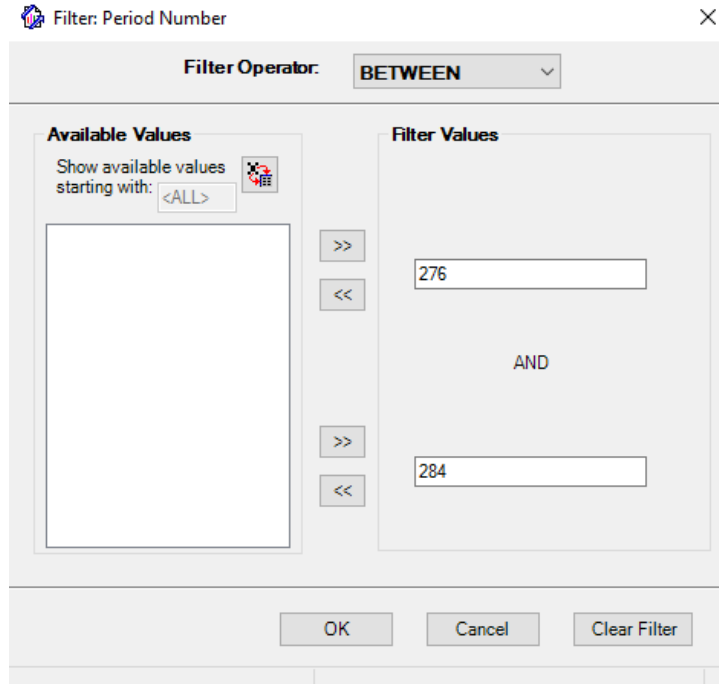 Filter: Period Number
Filter Operator:
BETWEEN
Available Values
Show available values
starting with:
<ALL>
>>
<<
>>
<<
Filter Values
276
AND
284
OK
Cancel
Clear Filter